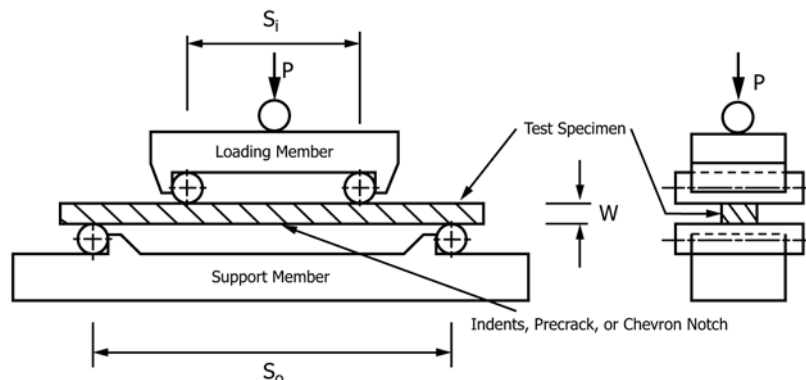 Si
P
P
Test Specimen
Loading Member
W
Support Member
Indents, Precrack, or Chevron Notch
So